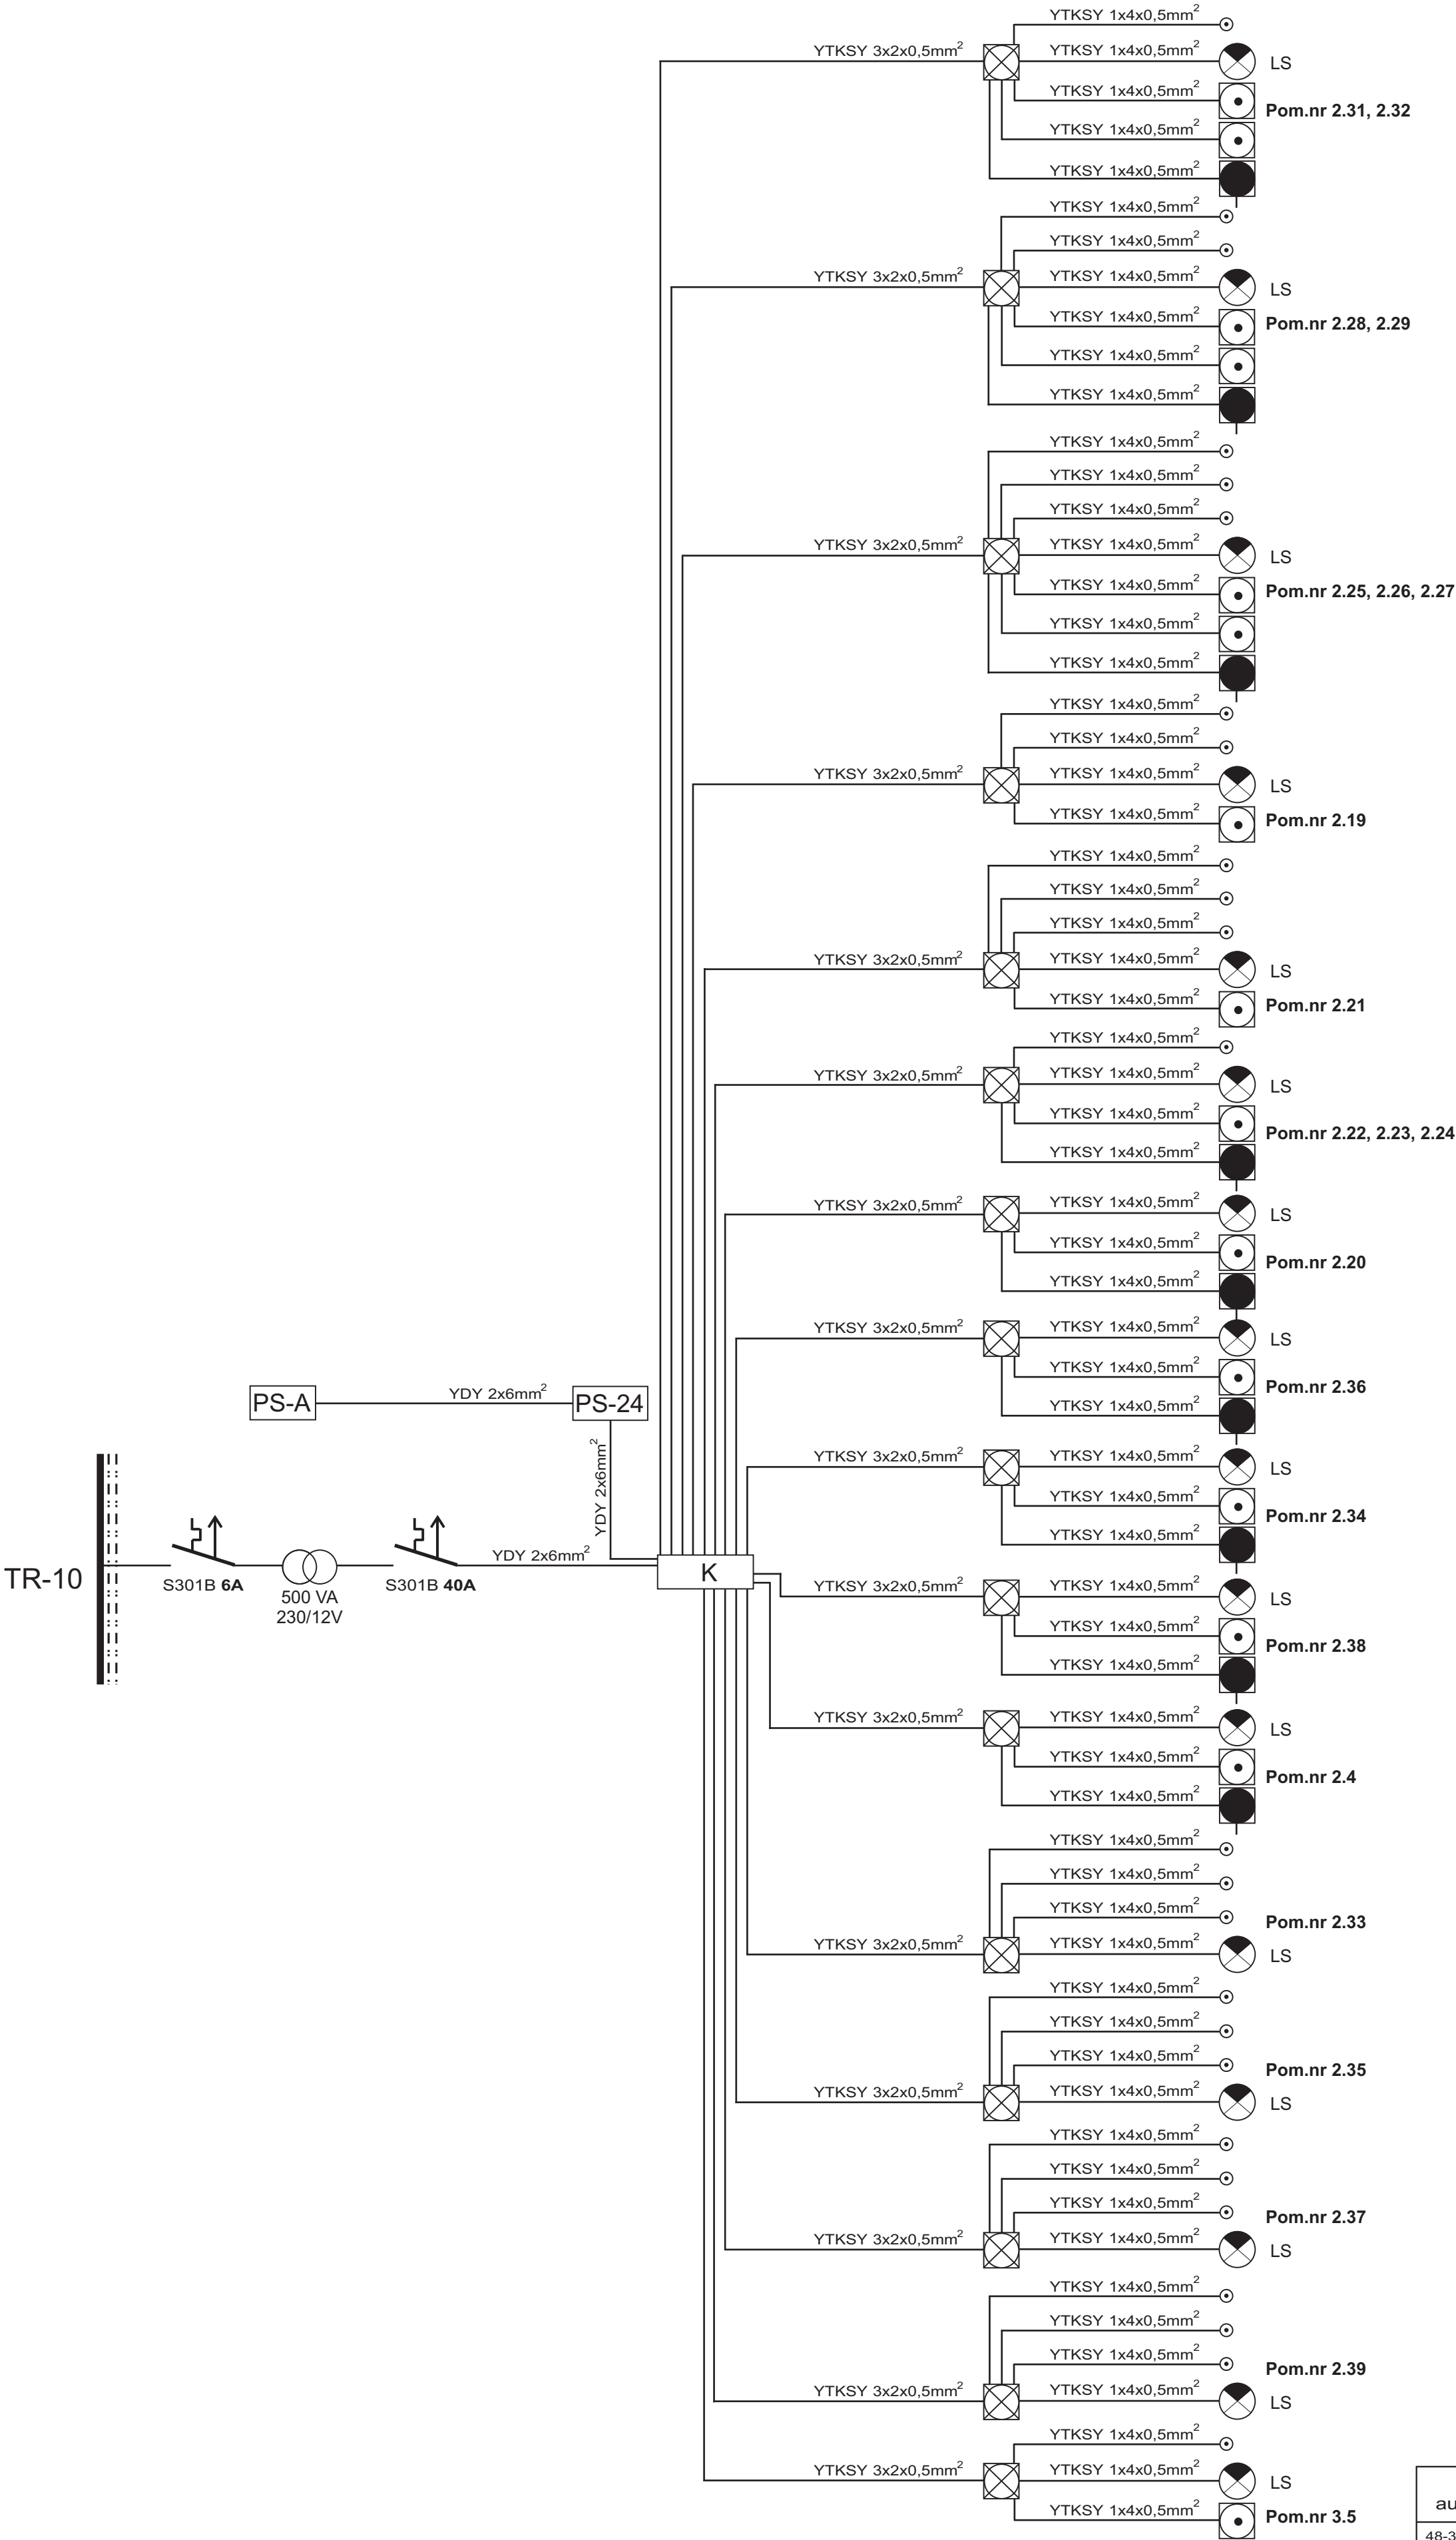 YTKSY 1x4x0,5mm²
YTKSY 3x2x0,5mm²
YTKSY 1x4x0,5mm²
LS
YTKSY 1x4x0,5mm²
Pom.nr 2.31, 2.32
YTKSY 1x4x0,5mm²
YTKSY 1x4x0,5mm²
YTKSY 1x4x0,5mm²
YTKSY 1x4x0,5mm²
YTKSY 3x2x0,5mm²
YTKSY 1x4x0,5mm²
LS
YTKSY 1x4x0,5mm²
Pom.nr 2.28, 2.29
YTKSY 1x4x0,5mm²
YTKSY 1x4x0,5mm²
YTKSY 1x4x0,5mm²
YTKSY 1x4x0,5mm²
YTKSY 1x4x0,5mm²
YTKSY 3x2x0,5mm²
YTKSY 1x4x0,5mm²
LS
YTKSY 1x4x0,5mm²
Pom.nr 2.25, 2.26, 2.27
YTKSY 1x4x0,5mm²
YTKSY 1x4x0,5mm²
YTKSY 1x4x0,5mm²
YTKSY 1x4x0,5mm²
YTKSY 3x2x0,5mm²
YTKSY 1x4x0,5mm²
LS
YTKSY 1x4x0,5mm²
Pom.nr 2.19
YTKSY 1x4x0,5mm²
YTKSY 1x4x0,5mm²
YTKSY 1x4x0,5mm²
YTKSY 3x2x0,5mm²
YTKSY 1x4x0,5mm²
LS
YTKSY 1x4x0,5mm²
Pom.nr 2.21
YTKSY 1x4x0,5mm²
YTKSY 3x2x0,5mm²
YTKSY 1x4x0,5mm²
LS
YTKSY 1x4x0,5mm²
Pom.nr 2.22, 2.23, 2.24
YTKSY 1x4x0,5mm²
YTKSY 3x2x0,5mm²
YTKSY 1x4x0,5mm²
LS
YTKSY 1x4x0,5mm²
Pom.nr 2.20
YTKSY 1x4x0,5mm²
YTKSY 3x2x0,5mm²
YTKSY 1x4x0,5mm²
LS
YTKSY 1x4x0,5mm²
Pom.nr 2.36
YTKSY 1x4x0,5mm²
PS-A
YDY 2x6mm²
PS-24
YDY 2x6mm²
YTKSY 3x2x0,5mm²
YTKSY 1x4x0,5mm²
LS
YTKSY 1x4x0,5mm²
Pom.nr 2.34
YTKSY 1x4x0,5mm²
TR-10
S301B 6A
500 VA
230/12V
S301B 40A
YDY 2x6mm²
K
YTKSY 3x2x0,5mm²
YTKSY 1x4x0,5mm²
LS
YTKSY 1x4x0,5mm²
Pom.nr 2.38
YTKSY 1x4x0,5mm²
YTKSY 3x2x0,5mm²
YTKSY 1x4x0,5mm²
LS
YTKSY 1x4x0,5mm²
Pom.nr 2.4
YTKSY 1x4x0,5mm²
YTKSY 1x4x0,5mm²
YTKSY 1x4x0,5mm²
YTKSY 1x4x0,5mm²
Pom.nr 2.33
YTKSY 3x2x0,5mm²
YTKSY 1x4x0,5mm²
LS
YTKSY 1x4x0,5mm²
YTKSY 1x4x0,5mm²
YTKSY 1x4x0,5mm²
Pom.nr 2.35
YTKSY 3x2x0,5mm²
YTKSY 1x4x0,5mm²
LS
YTKSY 1x4x0,5mm²
YTKSY 1x4x0,5mm²
YTKSY 1x4x0,5mm²
Pom.nr 2.37
YTKSY 3x2x0,5mm²
YTKSY 1x4x0,5mm²
LS
YTKSY 1x4x0,5mm²
YTKSY 1x4x0,5mm²
YTKSY 1x4x0,5mm²
Pom.nr 2.39
YTKSY 3x2x0,5mm²
YTKSY 1x4x0,5mm²
LS
YTKSY 1x4x0,5mm²
YTKSY 3x2x0,5mm²
YTKSY 1x4x0,5mm²
LS
YTKSY 1x4x0,5mm²
Pom.nr 3.5
au
48-3